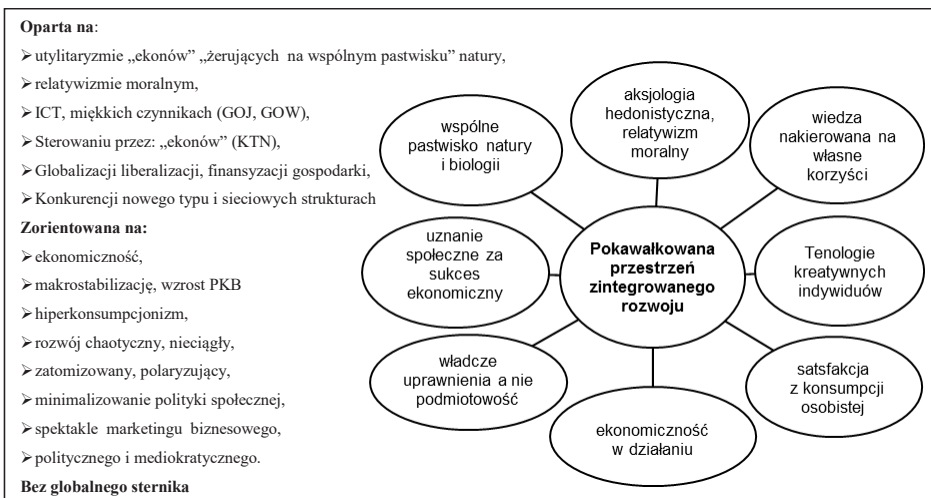 Oparta na:
➢utylitaryzmie „ekonów” „żerujących na wspólnym pastwisku” natury,
➢relatywizmie moralnym,
➢ICT, miękkich czynnikach (GOJ, GOW),
➢Sterowaniu przez: „ekonów” (KTN),
➢Globalizacji liberalizacji, finansyzacji gospodarki,
➢Konkurencji nowego typu i sieciowych strukturach
Zorientowana na:
➢ekonomiczność,
➢makrostabilizację, wzrost PKB
➢hiperkonsumpcjonizm,
➢rozwój chaotyczny, nieciągły,
➢zatomizowany, polaryzujący,
➢minimalizowanie polityki społecznej,
➢spektakle marketingu biznesowego,
➢politycznego i mediokratycznego.
Bez globalnego sternika
wspólne
pastwisko natury
i biologii
aksjologia
hedonistyczna,
relatywizm
moralny
wiedza
nakierowana na
własne
korzyści
uznanie
społeczne za
sukces
ekonomiczny
Pokawałkowana
przestrzeń
zintegrowanego
rozwoju
Tenologie
kreatywnych
indywiduów
władcze
uprawnienia a nie
podmiotowość
ekonomiczność
w działaniu
satsfakcja
z konsumpcji
osobistej